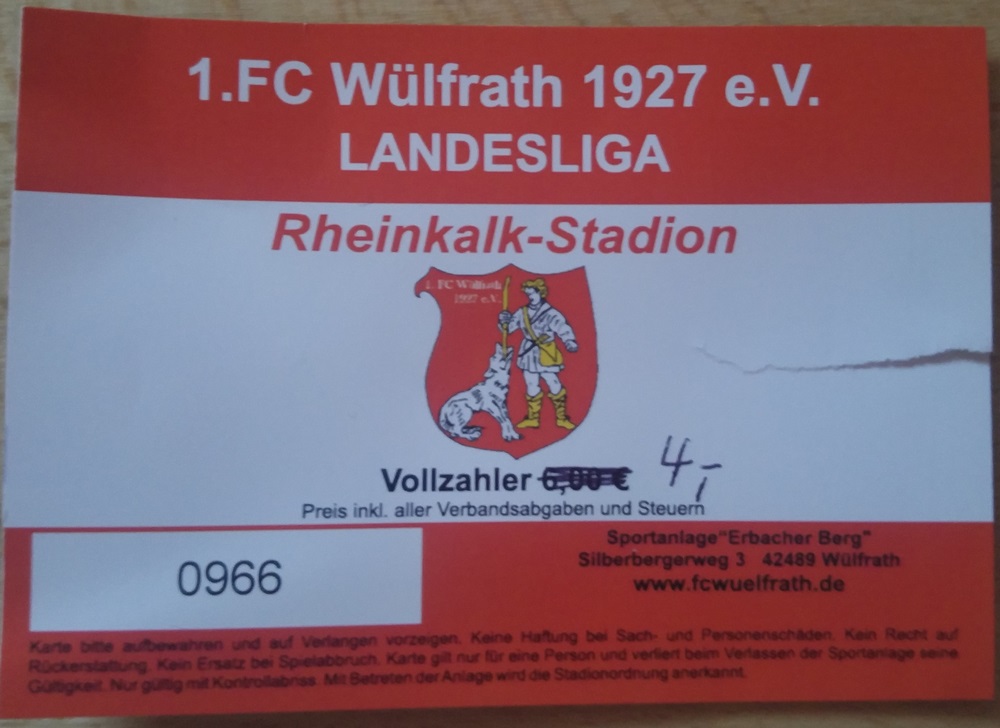 1.FC Wülfrath 1927 e.V.
LANDESLIGA
Rheinkalk-Stadion
1. FC Wülfrath
1927 e.V.
Vollzahler 6,00 € 4,-
Preis inkl. aller Verbandsabgaben und Steuern
Sportanlage"Erbacher Berg"
Silberbergerweg 3 42489 Wülfrath
www.fcwuelfrath.de
0966
Karte bitte aufbewahren und auf Verlangen vorzeigen. Keine Haftung bei Sach- und Personenschäden. Kein Recht auf
Rückerstattung. Kein Ersatz bei Spielabbruch. Karte gilt nur für eine Person und verliert beim Verlassen der Sportanlage seine
Gültigkeit. Nur gültig mit Kontrollabriss. Mit Betreten der Anlage wird die Stadionordnung anerkannt.